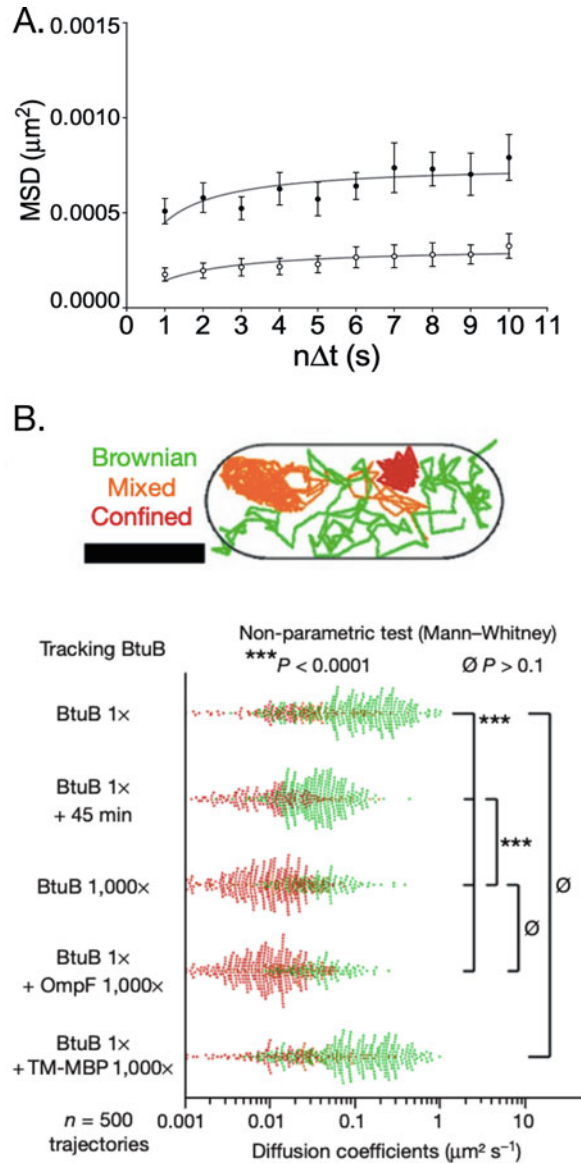 A.
0.0015
0.0010
0.0005
0.0000
MSD (μm²)
0 1 2 3 4 5 6 7 8 9 10 11
nΔt (s)
B.
Brownian
Mixed
Confined
Tracking BtuB
Non-parametric test (Mann–Whitney)
***P < 0.0001 Ø P > 0.1
BtuB 1×
***
BtuB 1×
+ 45 min
***
BtuB 1,000×
Ø
Ø
BtuB 1×
+ OmpF 1,000×
BtuB 1×
+ TM-MBP 1,000×
0.001 0.01 0.1 1 10
n = 500
trajectories
Diffusion coefficients (μm² s⁻¹)